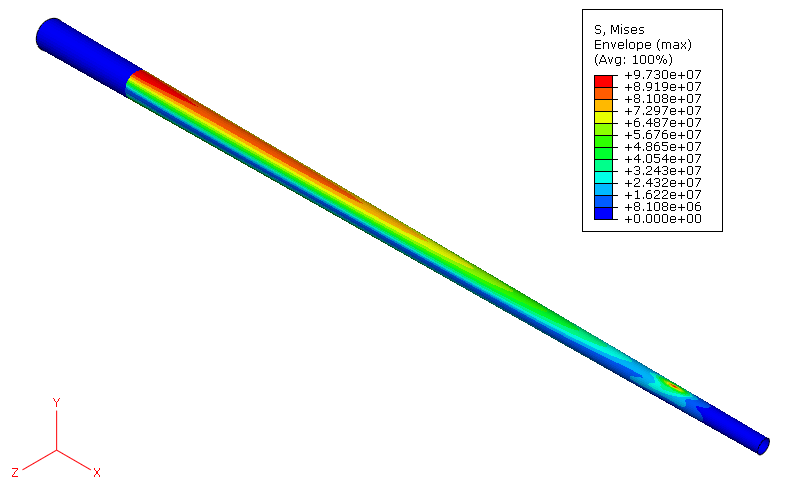 S, Mises
Envelope (max)
(Avg: 100%)
+9.730e+07
+8.919e+07
+8.108e+07
+7.297e+07
+6.487e+07
+5.676e+07
+4.865e+07
+4.054e+07
+3.243e+07
+2.432e+07
+1.622e+07
+8.108e+06
+0.000e+00
Y
Z X